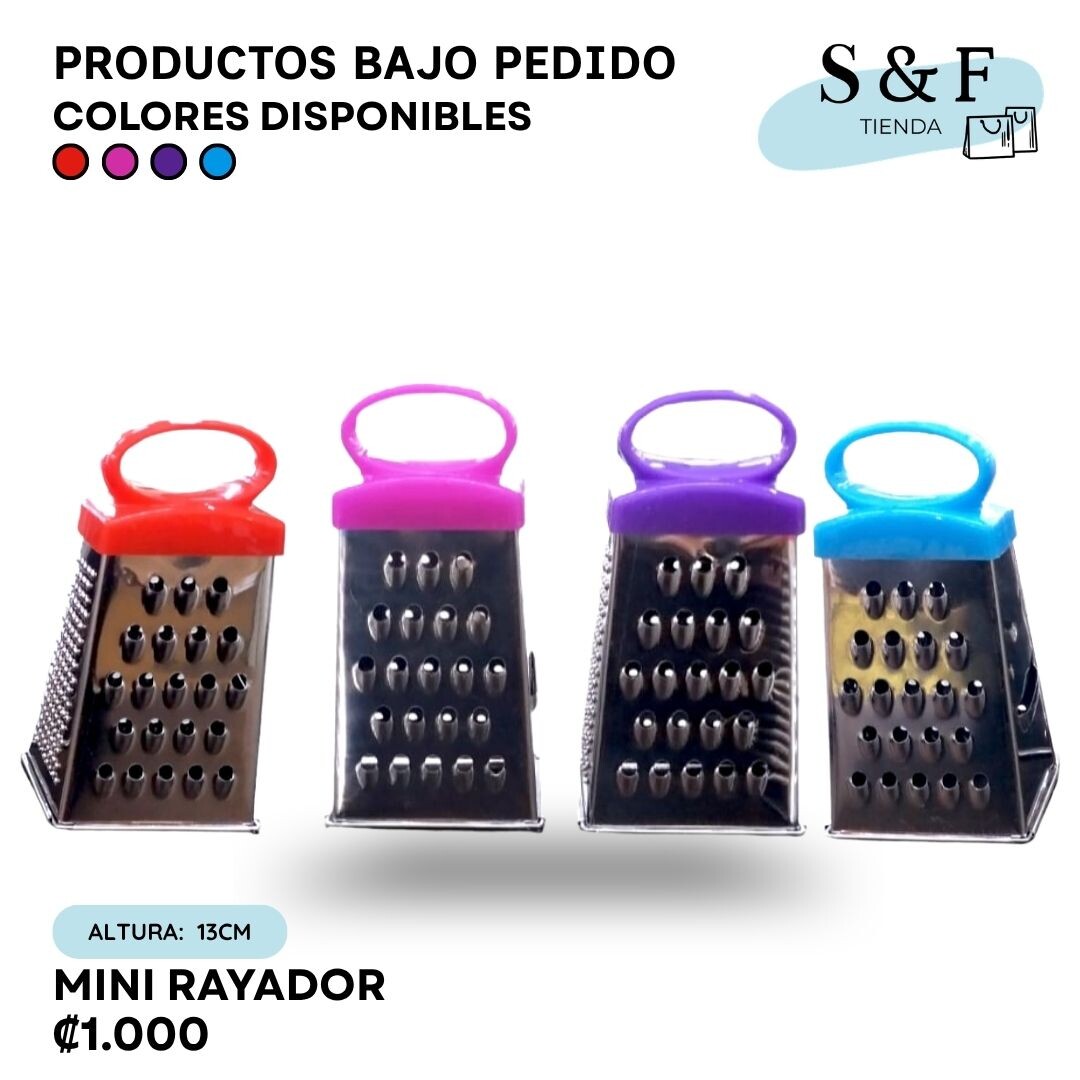 PRODUCTOS BAJO PEDIDO
COLORES DISPONIBLES
S & F
TIENDA
ALTURA: 13CM
MINI RAYADOR
₡1.000